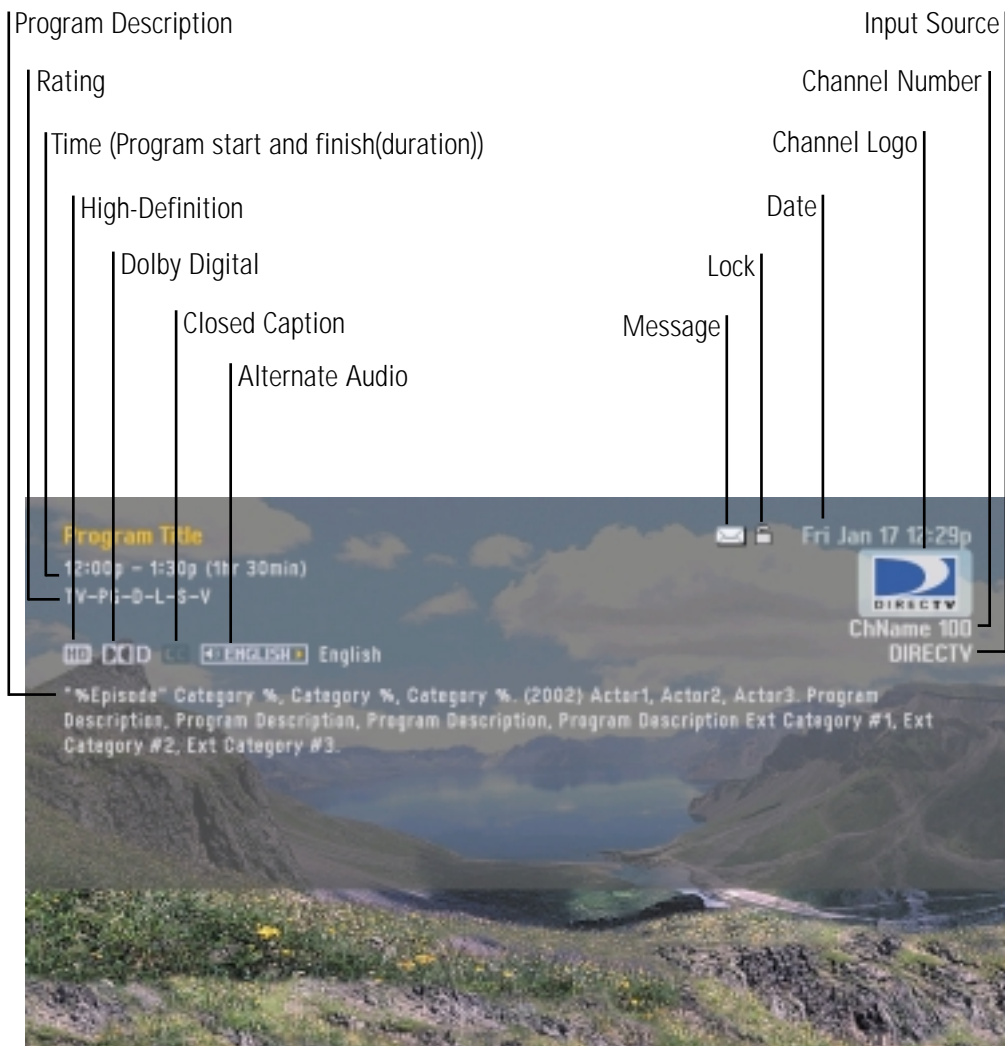 Program Description
Input Source
Rating
Channel Number
Time (Program start and finish(duration))
Channel Logo
High-Definition
Date
Dolby Digital
Lock
Closed Caption
Message
Alternate Audio
Program Title
Fri Jan 17 12:29p
12:00p - 1:30p (1hr 30min)
TV-PG-D-L-S-V
DIRECTV
ChName 100
HD D CC ENGLISH English
DIRECTV
"%Episode" Category %, Category %, Category %. (2002) Actor1, Actor2, Actor3. Program
Description, Program Description, Program Description, Program Description Ext Category #1, Ext
Category #2, Ext Category #3.